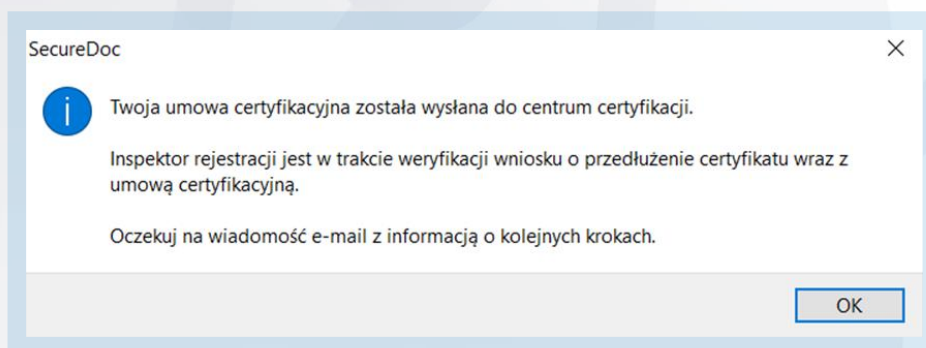 SecureDoc
Twoja umowa certyfikacyjna została wysłana do centrum certyfikacji.
Inspektor rejestracji jest w trakcie weryfikacji wniosku o przedłużenie certyfikatu wraz z
umową certyfikacyjną.
Oczekuj na wiadomość e-mail z informacją o kolejnych krokach.
OK